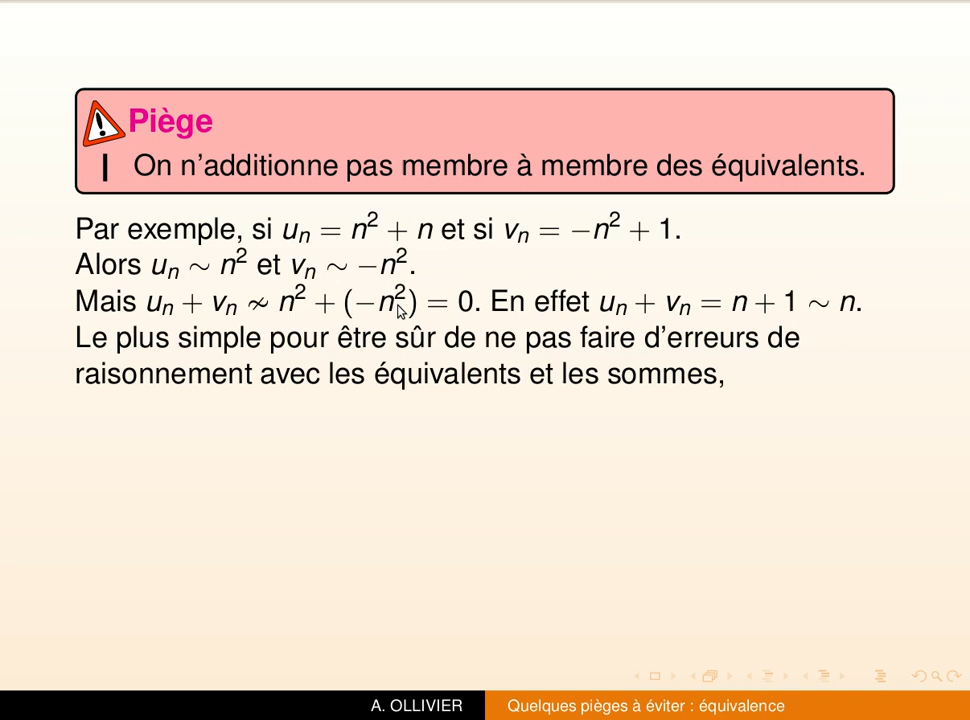 Piège
On n'additionne pas membre à membre des équivalents.
Par exemple, si uₙ = n² + n et si vₙ = −n² + 1.
Alors uₙ ∼ n² et vₙ ∼ −n².
Mais uₙ + vₙ ≁ n² + (−n²) = 0. En effet uₙ + vₙ = n + 1 ∼ n.
Le plus simple pour être sûr de ne pas faire d'erreurs de
raisonnement avec les équivalents et les sommes,
A. OLLIVIER
Quelques pièges à éviter : équivalence